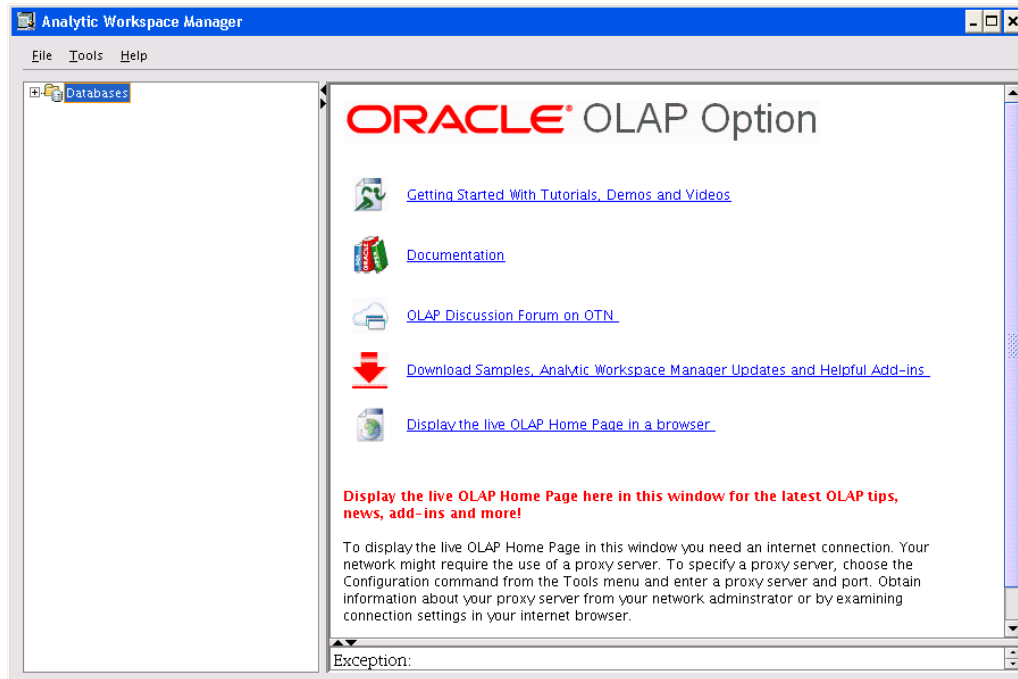 Analytic Workspace Manager
File Tools Help
Databases
ORACLE® OLAP Option
Getting Started With Tutorials, Demos and Videos
Documentation
OLAP Discussion Forum on OTN
Download Samples, Analytic Workspace Manager Updates and Helpful Add-ins
Display the live OLAP Home Page in a browser
Display the live OLAP Home Page here in this window for the latest OLAP tips,
news, add-ins and more!
To display the live OLAP Home Page in this window you need an internet connection. Your
network might require the use of a proxy server. To specify a proxy server, choose the
Configuration command from the Tools menu and enter a proxy server and port. Obtain
information about your proxy server from your network adminstrator or by examining
connection settings in your internet browser.
Exception: